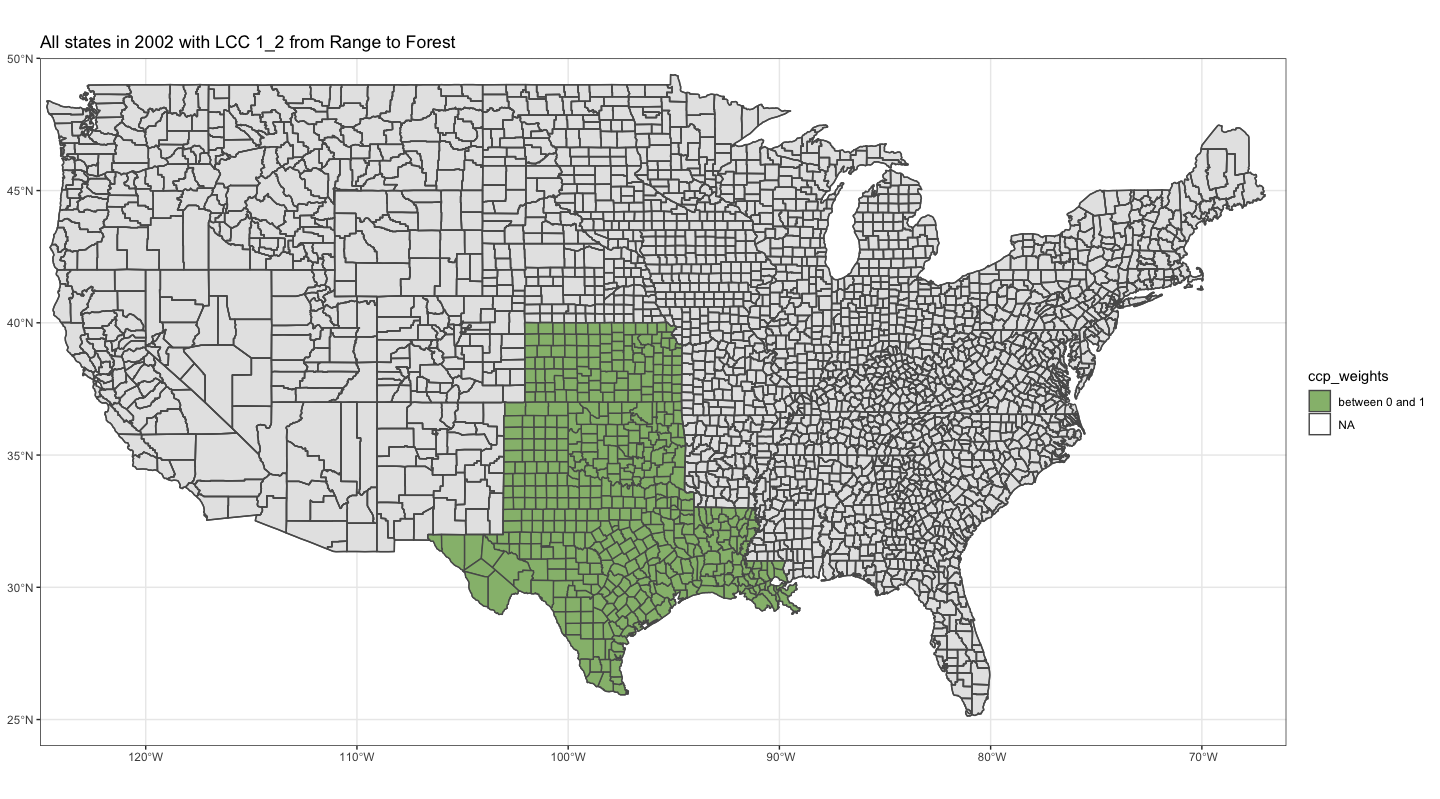 All states in 2002 with LCC 1_2 from Range to Forest
50°N
45°N
40°N
35°N
30°N
25°N
120°W
110°W
100°W
90°W
80°W
70°W
ccp_weights
between 0 and 1
NA